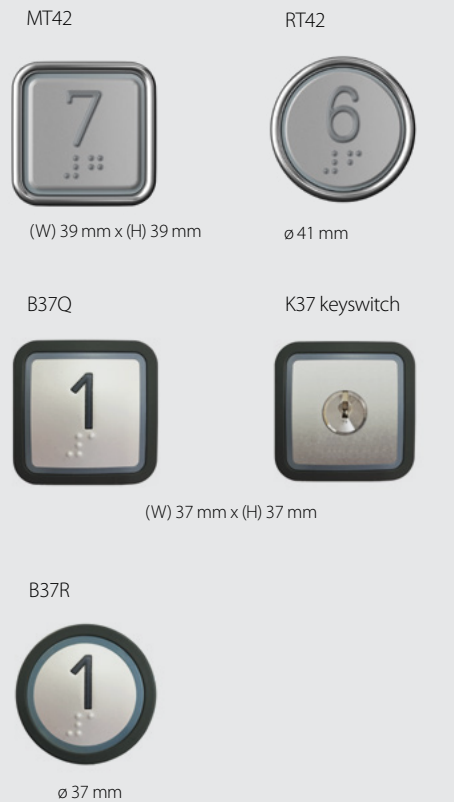 MT42
RT42
7
6
(W) 39 mm x (H) 39 mm
ø 41 mm
B37Q
K37 keyswitch
1
(W) 37 mm x (H) 37 mm
B37R
1
ø 37 mm